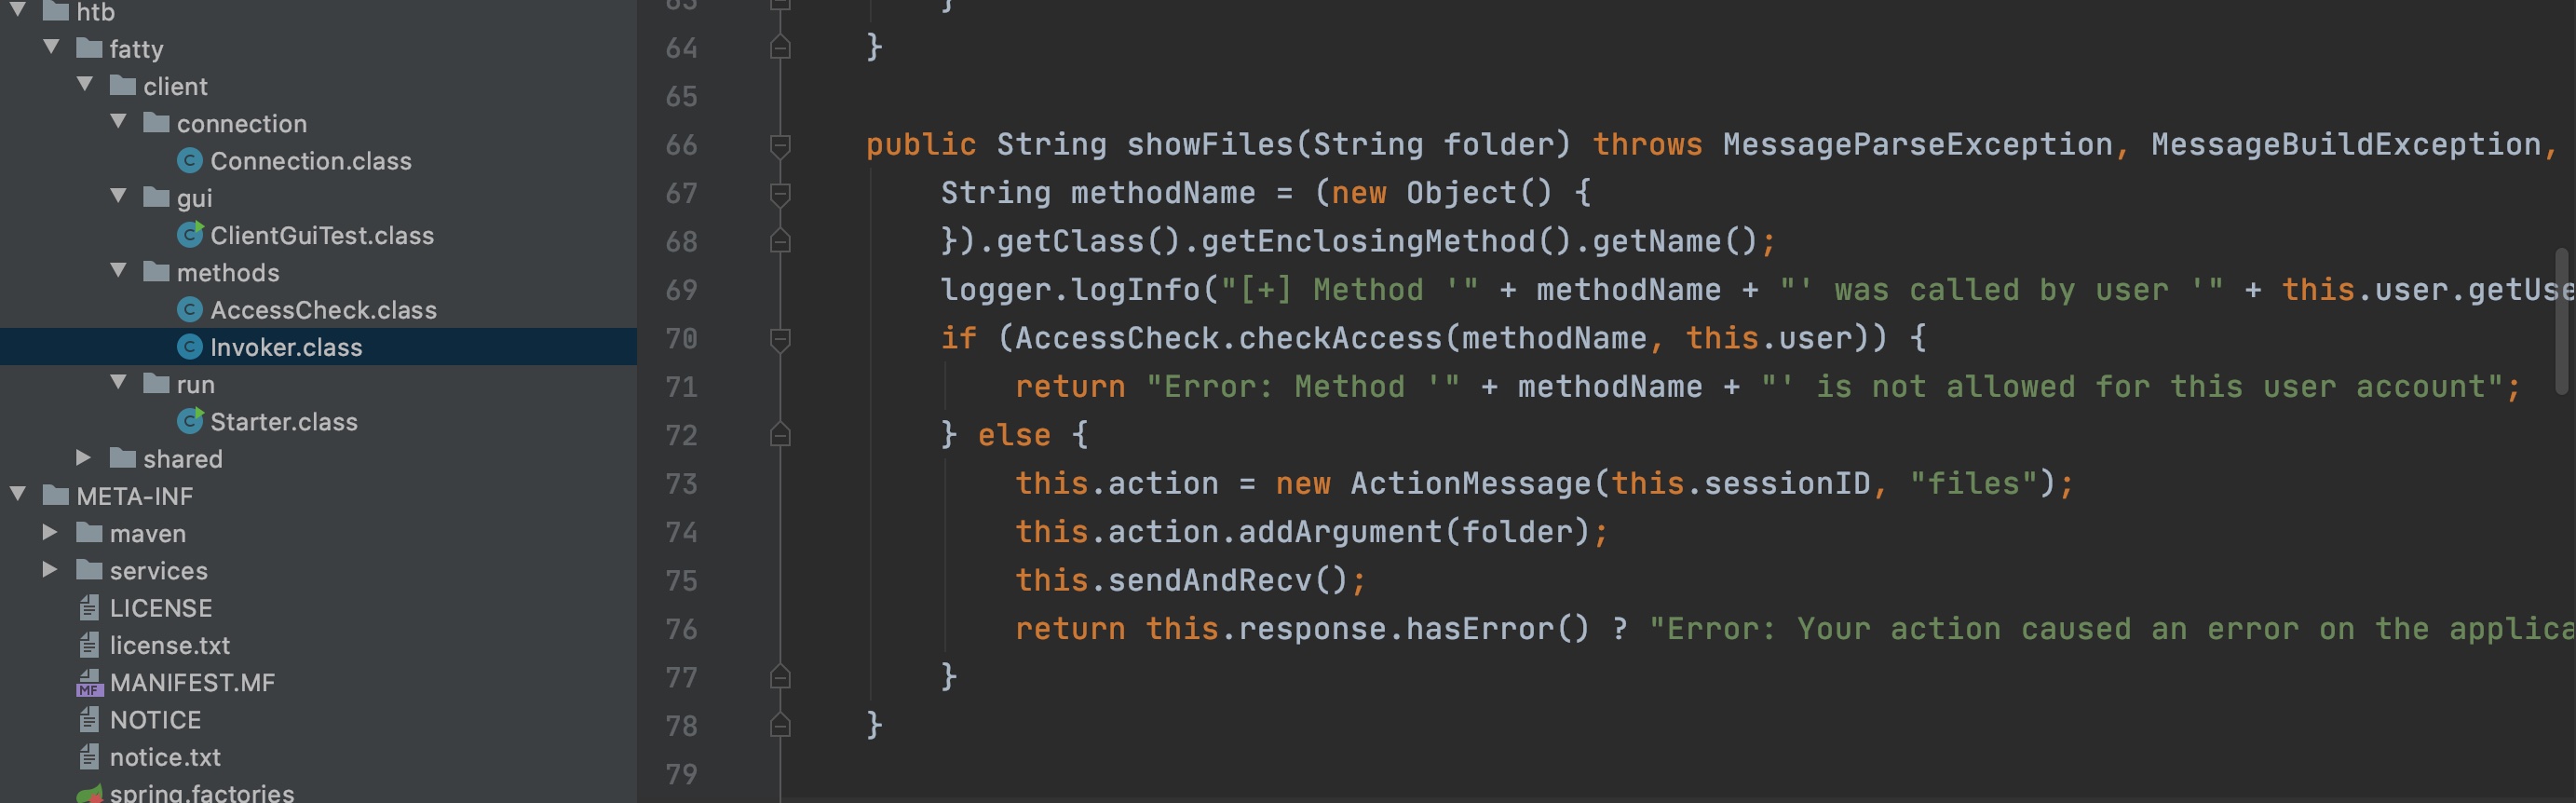 htb
fatty
client
connection
Connection.class
gui
ClientGuiTest.class
methods
AccessCheck.class
Invoker.class
run
Starter.class
shared
META-INF
maven
services
LICENSE
license.txt
MANIFEST.MF
NOTICE
notice.txt
spring.factories
63 }
64 }
65
66 public String showFiles(String folder) throws MessageParseException, MessageBuildException,
67 String methodName = (new Object() {
68 }).getClass().getEnclosingMethod().getName();
69 logger.logInfo("[+] Method '" + methodName + "' was called by user '" + this.user.getUse
70 if (AccessCheck.checkAccess(methodName, this.user)) {
71 return "Error: Method '" + methodName + "' is not allowed for this user account";
72 } else {
73 this.action = new ActionMessage(this.sessionID, "files");
74 this.action.addArgument(folder);
75 this.sendAndRecv();
76 return this.response.hasError() ? "Error: Your action caused an error on the applica
77 }
78 }
79